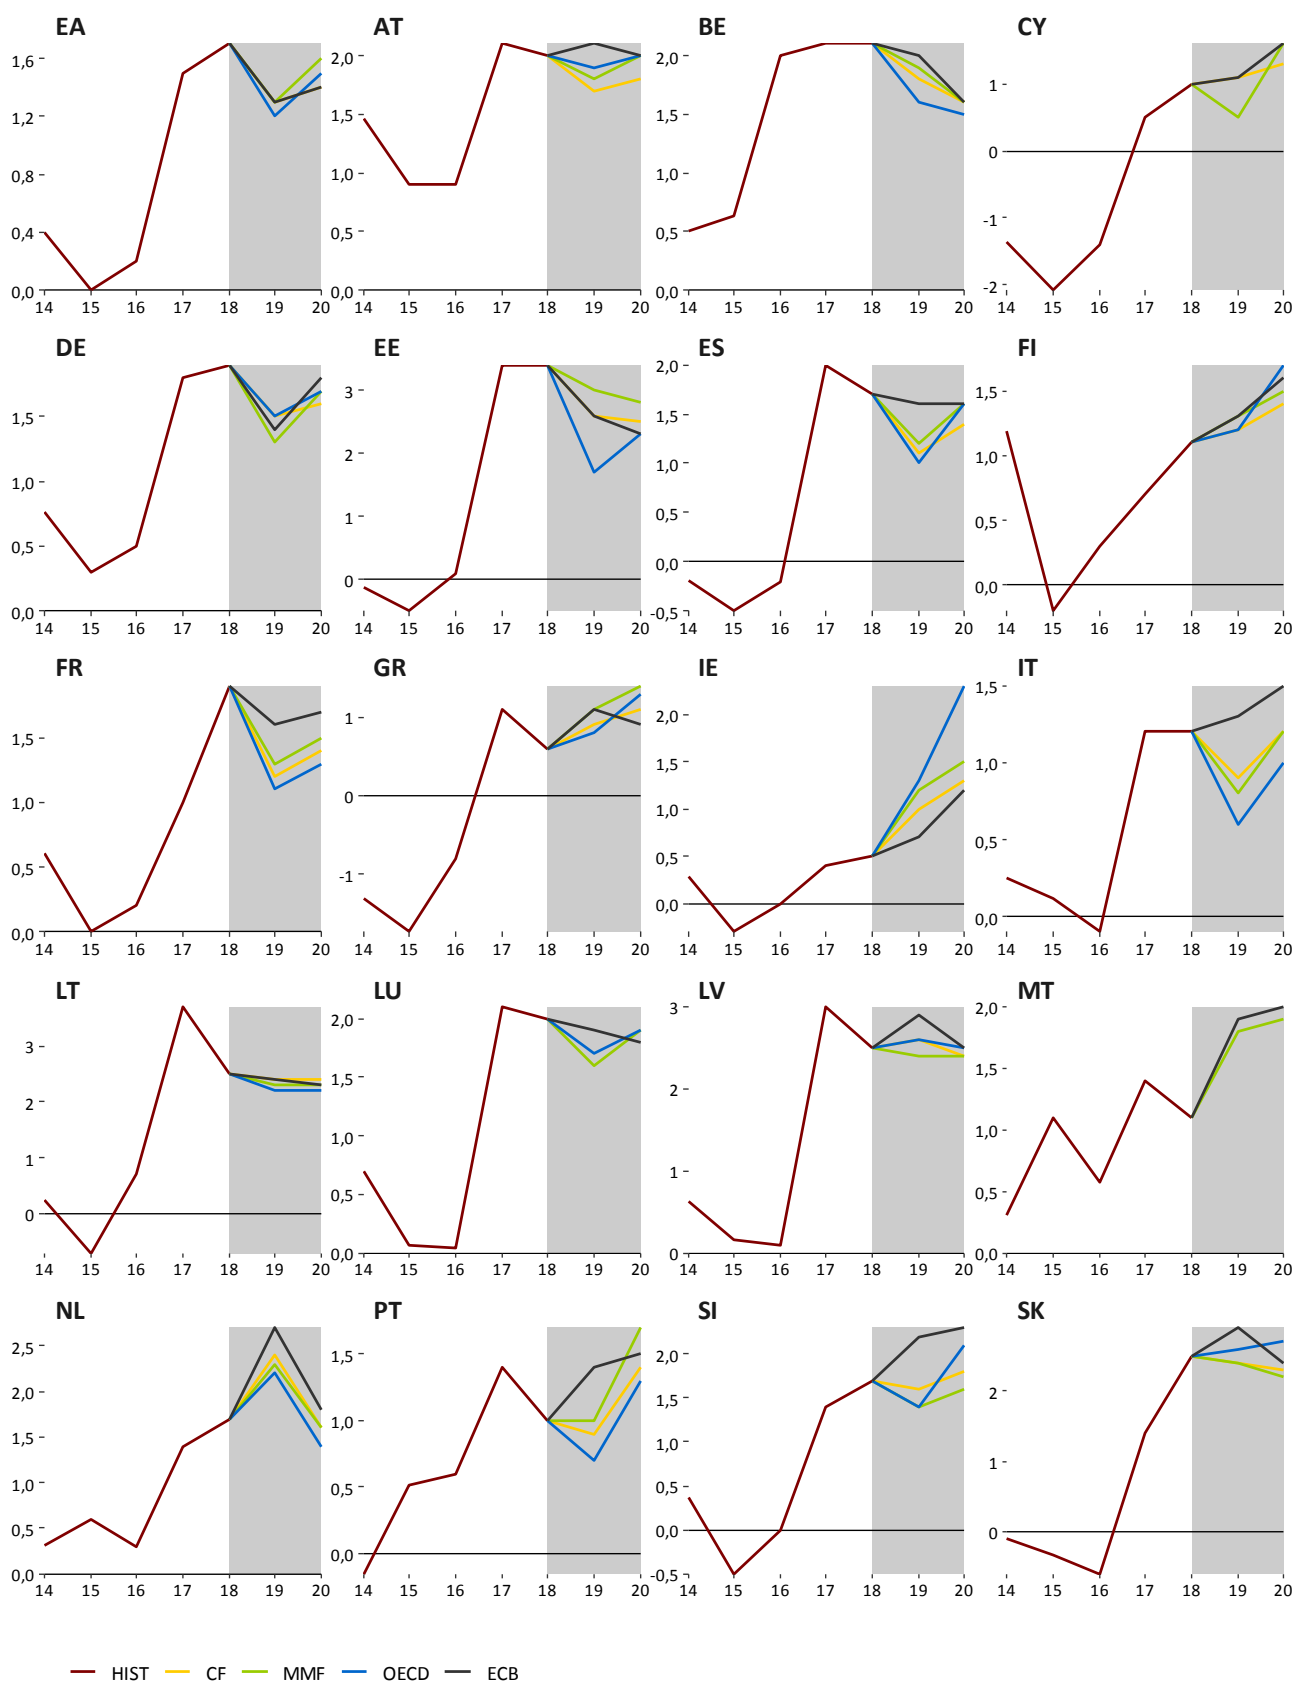 EA AT BE CY
1,6 2,0 2,0 1
1,2 1,5 1,5 0
0,8 1,0 1,0 -1
0,4 0,5 0,5 -2
0,0 0,0 0,0
14 15 16 17 18 19 20 14 15 16 17 18 19 20 14 15 16 17 18 19 20 14 15 16 17 18 19 20
DE EE ES FI
1,5 3 2,0 1,5
1,0 2 1,5 1,0
0,5 1 1,0 0,5
0,0 0 0,5 0,0
0,0
-0,5
14 15 16 17 18 19 20 14 15 16 17 18 19 20 14 15 16 17 18 19 20 14 15 16 17 18 19 20
FR GR IE IT
1,5 1 2,0 1,5
1,0 0 1,5 1,0
0,5 -1 1,0 0,5
0,0 0,5 0,0
0,0
14 15 16 17 18 19 20 14 15 16 17 18 19 20 14 15 16 17 18 19 20 14 15 16 17 18 19 20
LT LU LV MT
3 2,0 3 2,0
2 1,5 2 1,5
1 1,0 1 1,0
0 0,5 0 0,5
0,0 0,0
14 15 16 17 18 19 20 14 15 16 17 18 19 20 14 15 16 17 18 19 20 14 15 16 17 18 19 20
NL PT SI SK
2,5 1,5 2,0 2
2,0 1,0 1,5 1
1,5 0,5 1,0 0
1,0 0,0 0,5
0,5 0,0
0,0 -0,5
14 15 16 17 18 19 20 14 15 16 17 18 19 20 14 15 16 17 18 19 20 14 15 16 17 18 19 20
HIST CF MMF OECD ECB